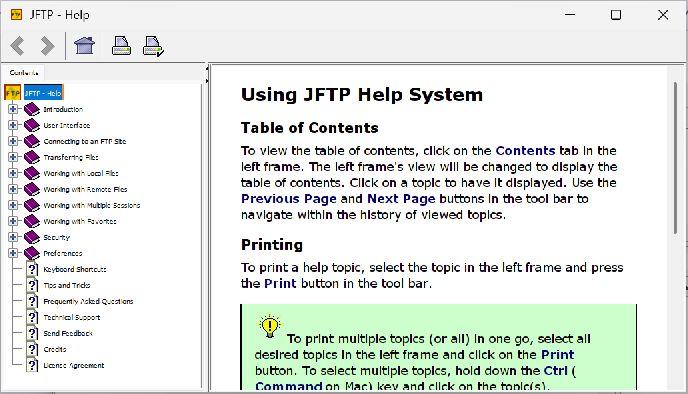 JFTP - Help
Contents
FTP JFTP - Help
Introduction
User Interface
Connecting to an FTP Site
Transferring Files
Working with Local Files
Working with Remote Files
Working with Multiple Sessions
Working with Favorites
Security
Preferences
Keyboard Shortcuts
Tips and Tricks
Frequently Asked Questions
Technical Support
Send Feedback
Credits
License Agreement
Using JFTP Help System
Table of Contents
To view the table of contents, click on the Contents tab in the
left frame. The left frame's view will be changed to display the
table of contents. Click on a topic to have it displayed. Use the
Previous Page and Next Page buttons in the tool bar to
navigate within the history of viewed topics.
Printing
To print a help topic, select the topic in the left frame and press
the Print button in the tool bar.
To print multiple topics (or all) in one go, select all
desired topics in the left frame and click on the Print
button. To select multiple topics, hold down the Ctrl (
Command on Mac) key and click on the topic(s).